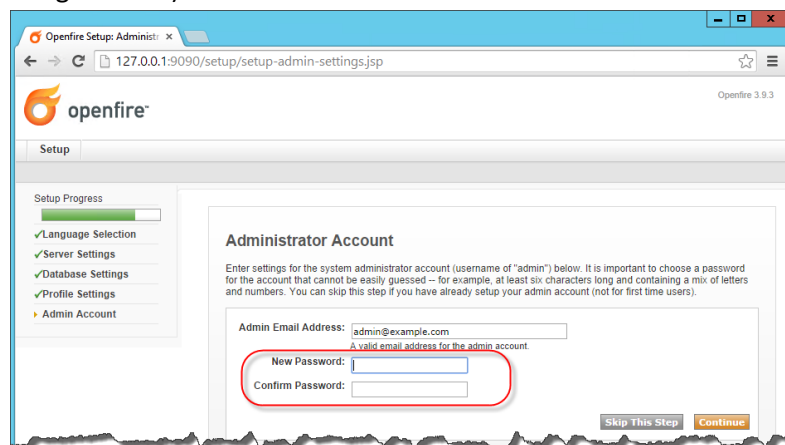 Openfire Setup: Administr
127.0.0.1:9090/setup/setup-admin-settings.jsp
openfire
Openfire 3.9.3
Setup
Setup Progress
Language Selection
Server Settings
Database Settings
Profile Settings
Admin Account
Administrator Account
Enter settings for the system administrator account (username of "admin") below. It is important to choose a password
for the account that cannot be easily guessed -- for example, at least six characters long and containing a mix of letters
and numbers. You can skip this step if you have already setup your admin account (not for first time users).
Admin Email Address: admin@example.com
A valid email address for the admin account.
New Password:
Confirm Password:
Skip This Step Continue